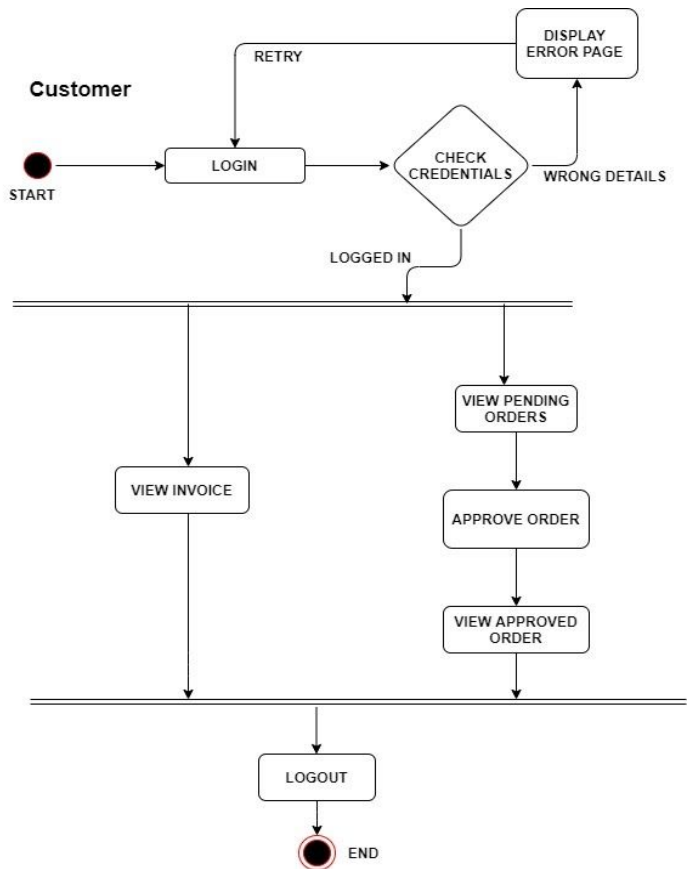 DISPLAY
ERROR PAGE
RETRY
Customer
LOGIN
CHECK
CREDENTIALS
WRONG DETAILS
START
LOGGED IN
VIEW PENDING
ORDERS
VIEW INVOICE
APPROVE ORDER
VIEW APPROVED
ORDER
LOGOUT
END